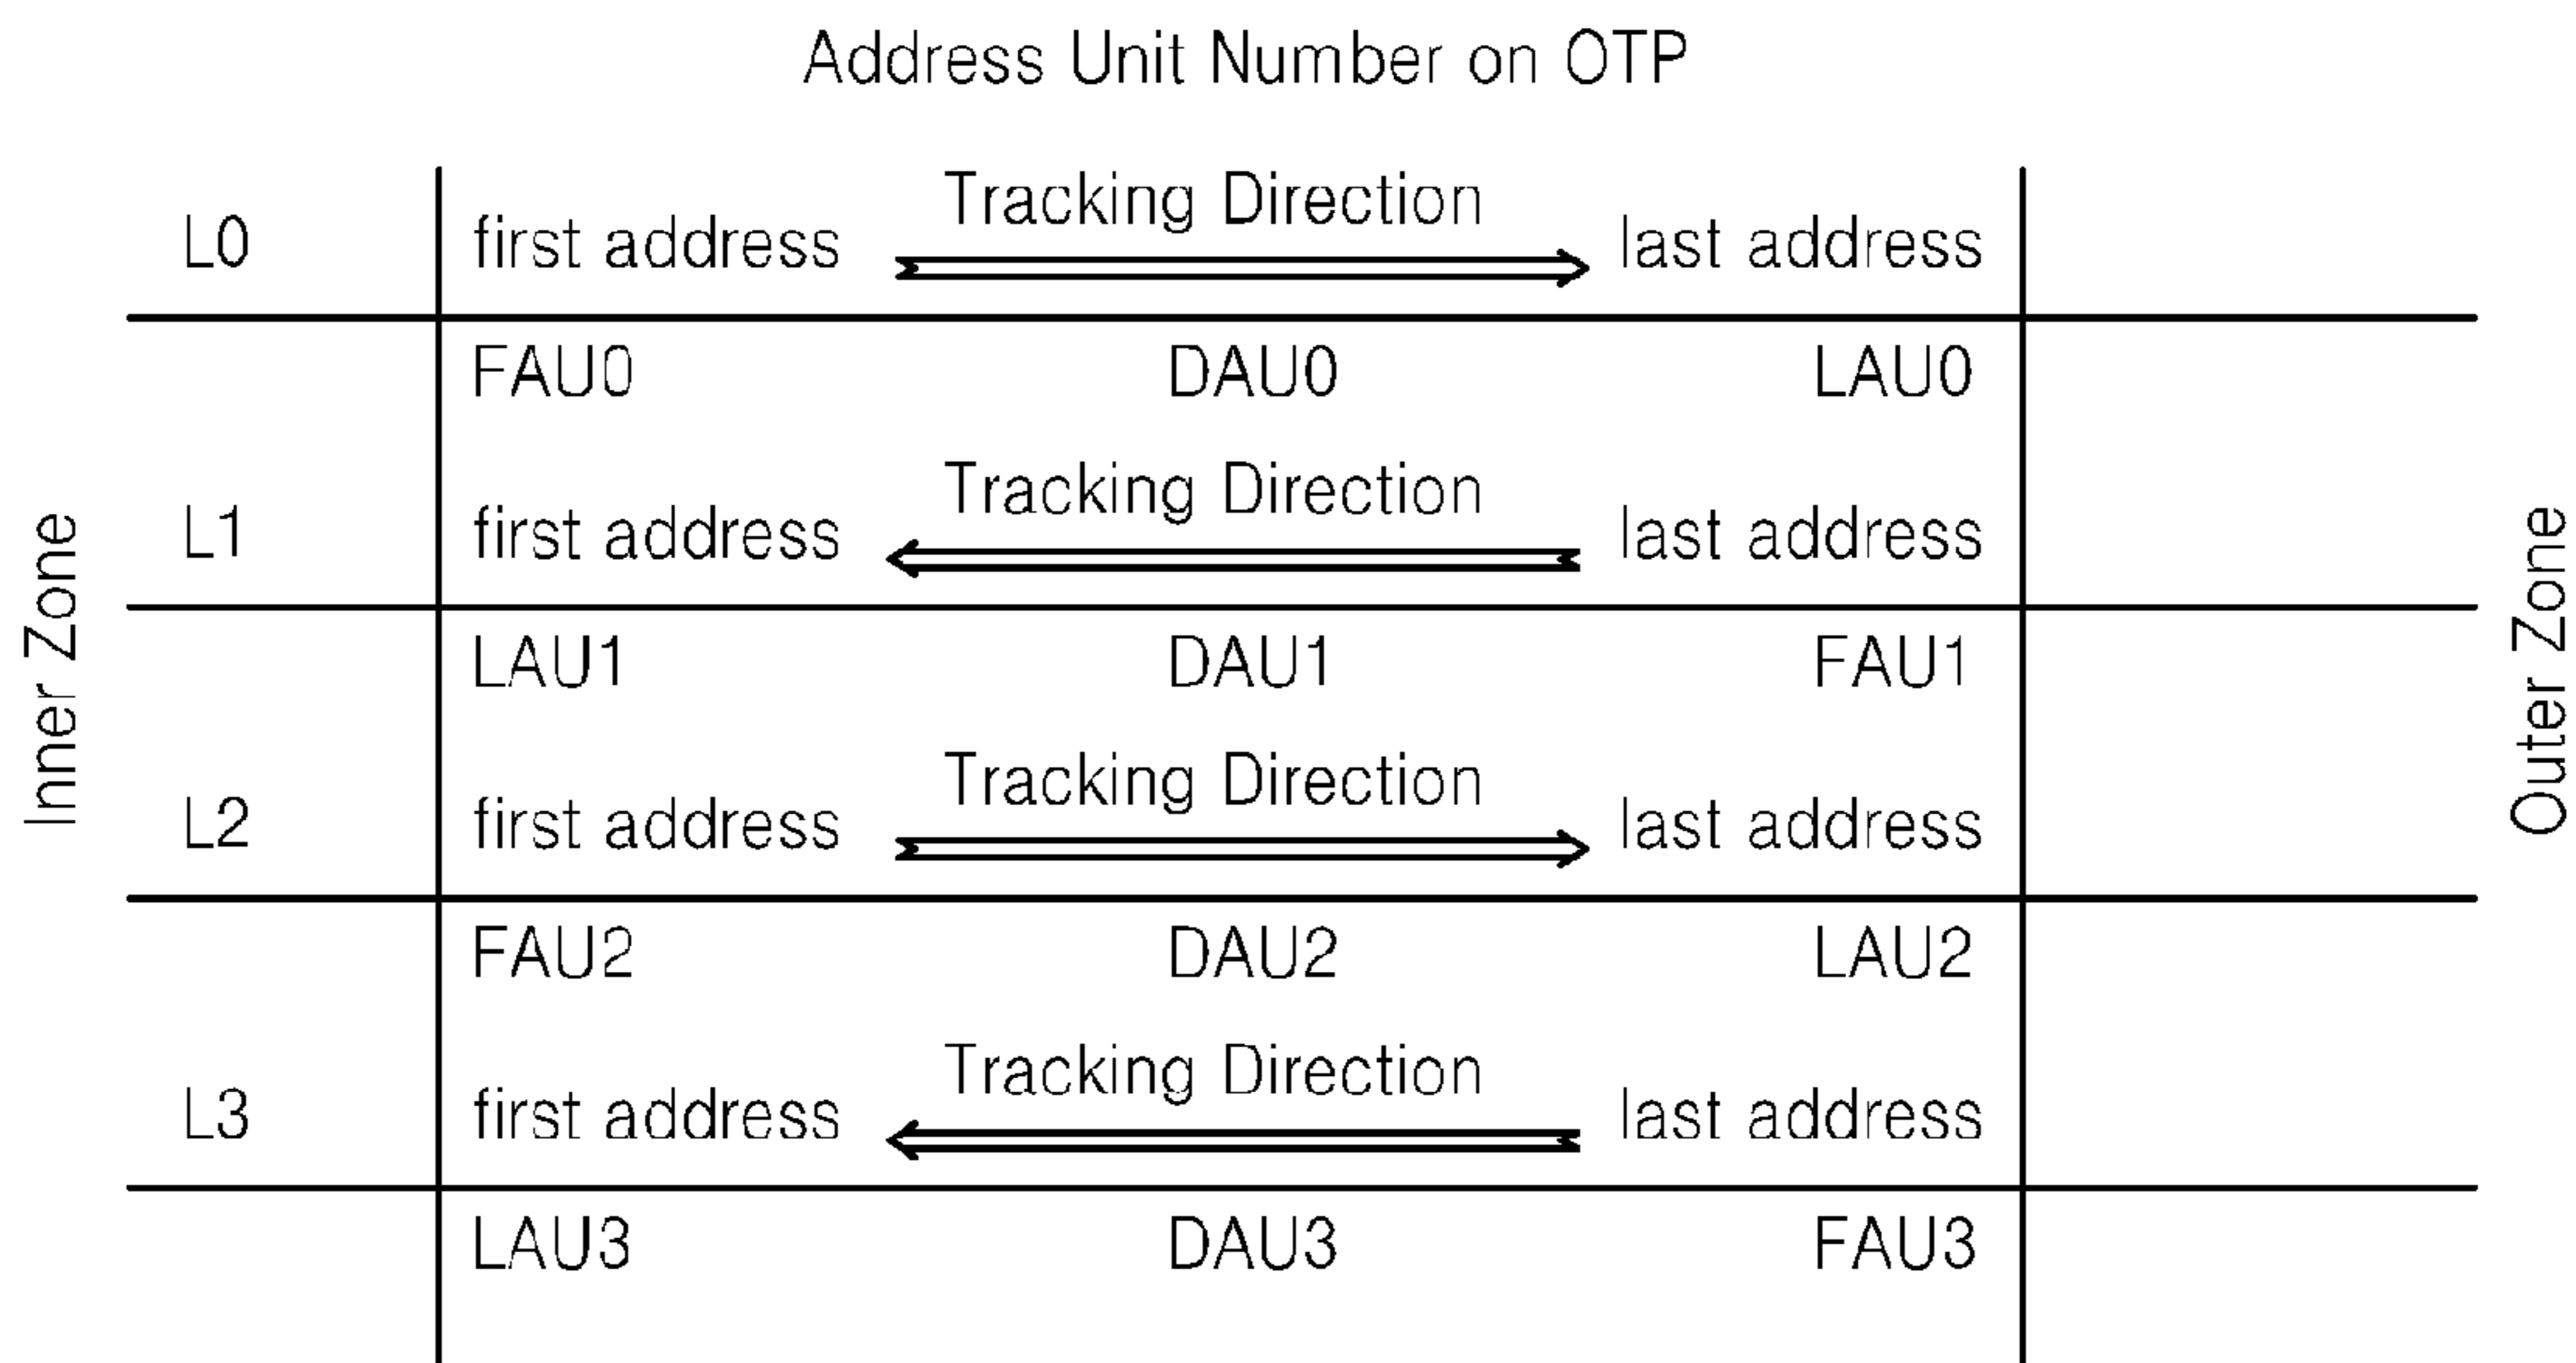 Address Unit Number on OTP
Inner Zone
Outer Zone
Tracking Direction
L0 first address last address
FAU0 DAU0 LAU0
Tracking Direction
L1 first address last address
LAU1 DAU1 FAU1
Tracking Direction
L2 first address last address
FAU2 DAU2 LAU2
Tracking Direction
L3 first address last address
LAU3 DAU3 FAU3